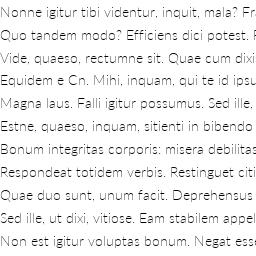 Nonne igitur tibi videntur, inquit, mala?
Quo tandem modo? Efficiens dici potest.
Vide, quaeso, rectumne sit. Quae cum dixi
Equidem e Cn. Mihi, inquam, qui te id ipsu
Magna laus. Falli igitur possumus. Sed ille,
Estne, quaeso, inquam, sitienti in bibendo
Bonum integritas corporis: misera debilitas
Respondeat totidem verbis. Restinguet citi
Quae duo sunt, unum facit. Deprehensus
Sed ille, ut dixi, vitiose. Eam stabilem appel
Non est igitur voluptas bonum. Negat esse